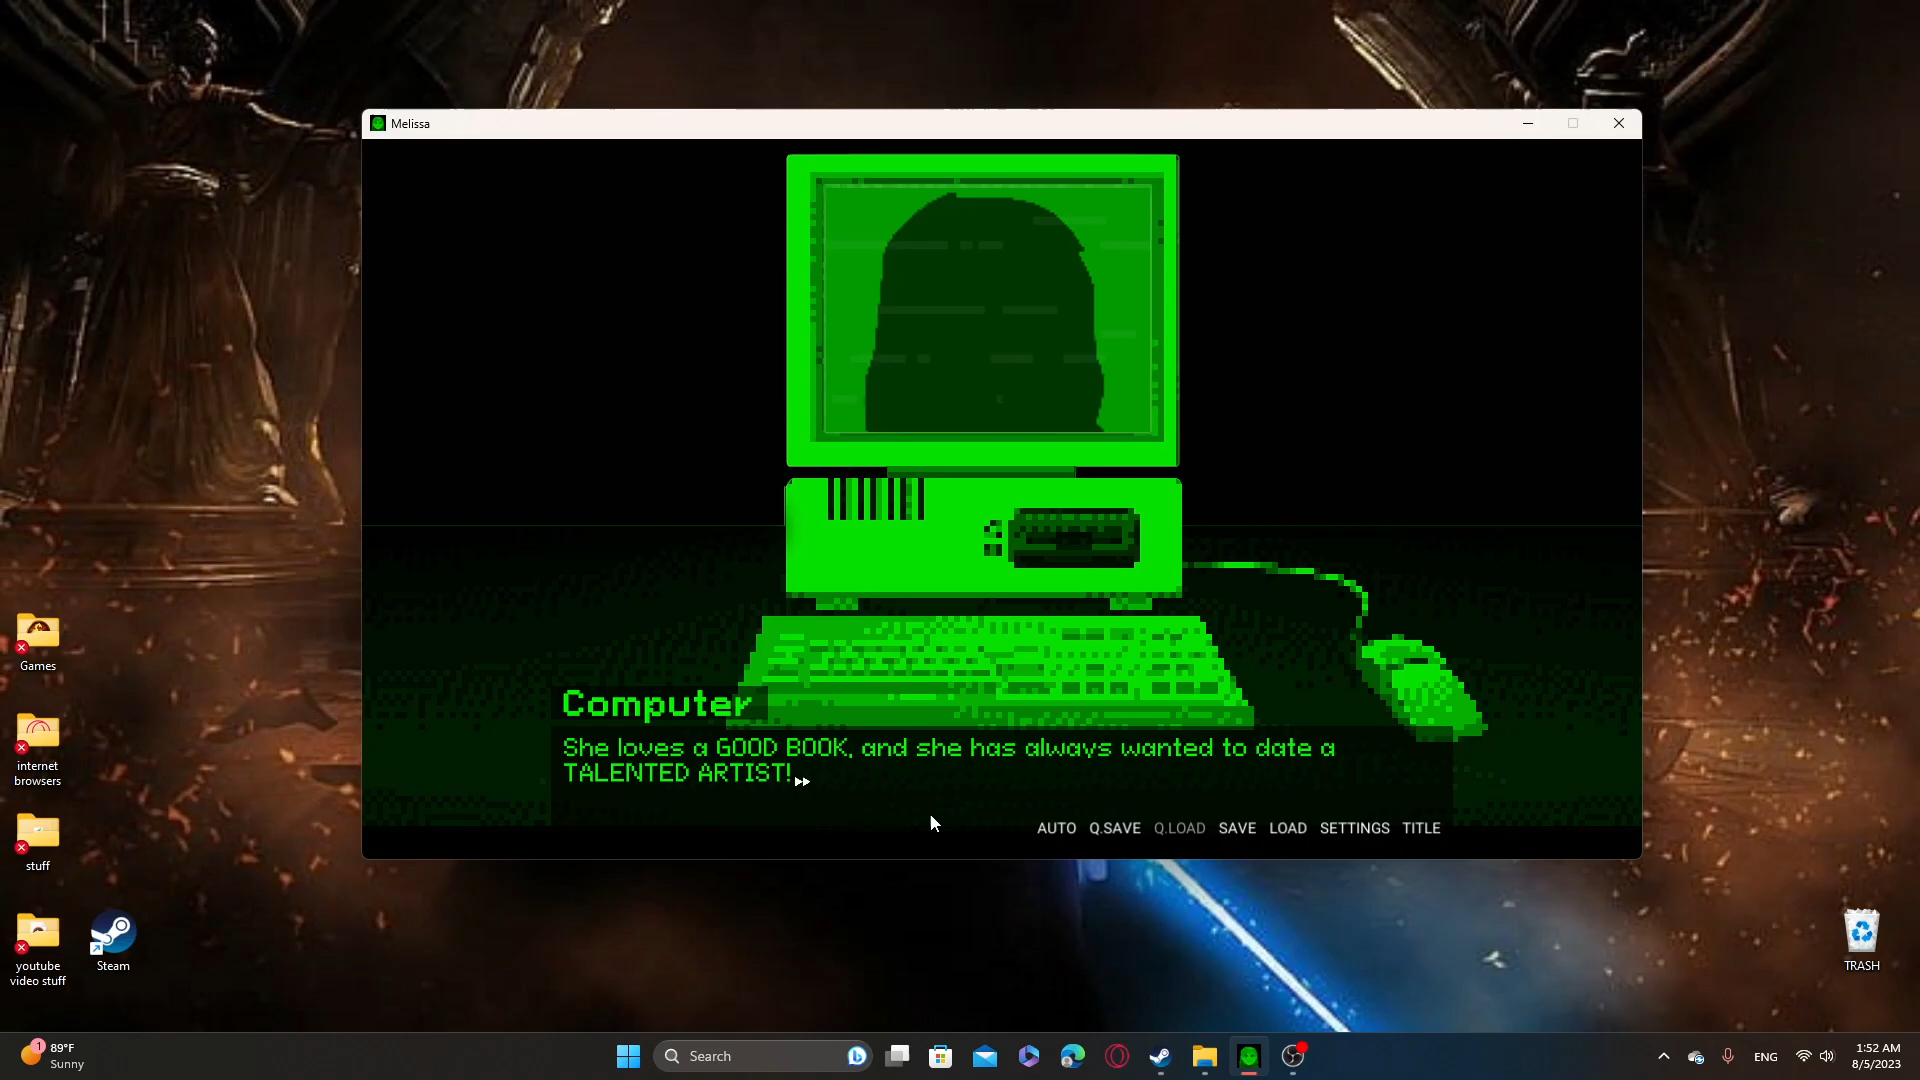 Melissa
Computer
She loves a GOOD BOOK, and she has always wanted to date a
TALENTED ARTIST!
AUTO Q.SAVE Q.LOAD SAVE LOAD SETTINGS TITLE
Games
internet
browsers
stuff
youtube
video stuff
Steam
TRASH
1
89°F
Sunny
Search
ENG
1:52 AM
8/5/2023